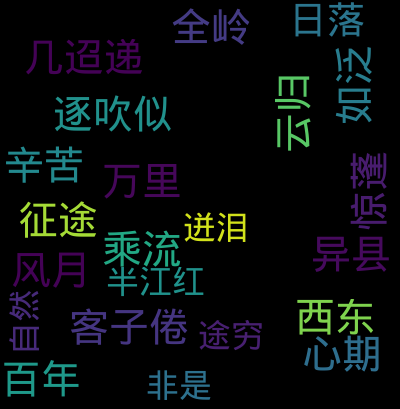 全岭
日落
几迢递
如泛
逐吹似
云归
辛苦
万里
惊蓬
征途
迸泪
乘流
异县
风月
半江红
自然
客子倦
西东
途穷
心期
百年
非是